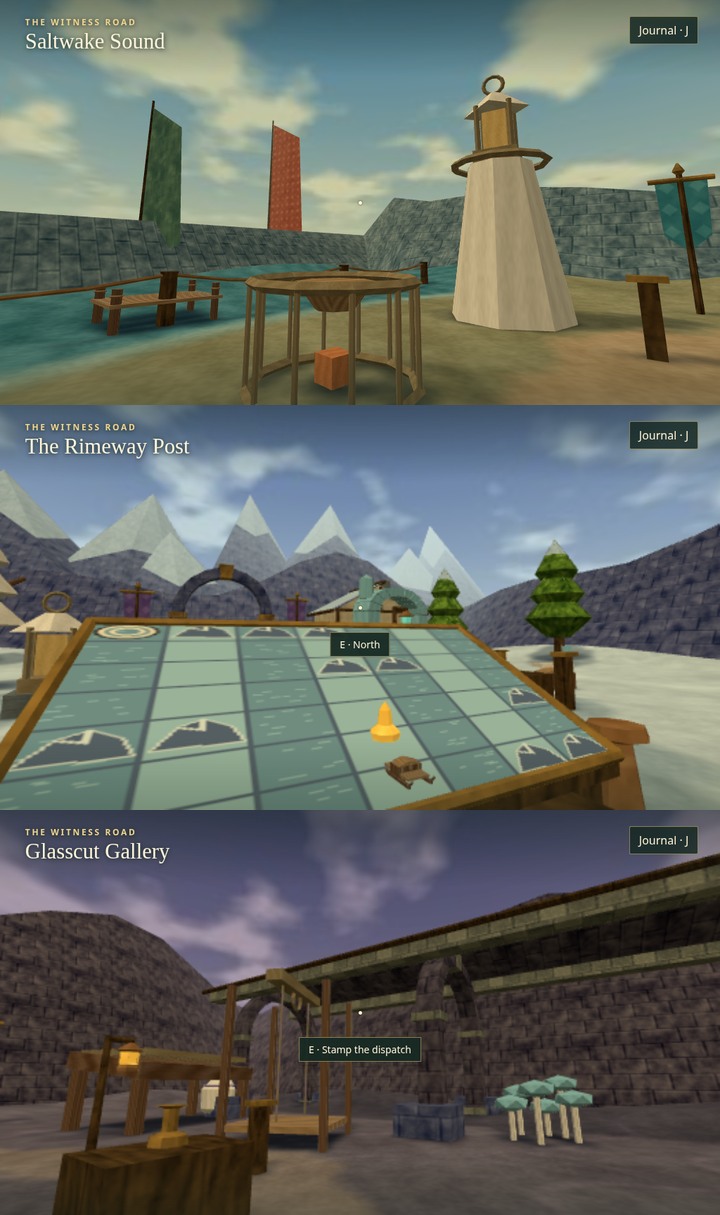 THE WITNESS ROAD
Saltwake Sound
Journal · J
THE WITNESS ROAD
The Rimeway Post
Journal · J
E · North
THE WITNESS ROAD
Glasscut Gallery
Journal · J
E · Stamp the dispatch